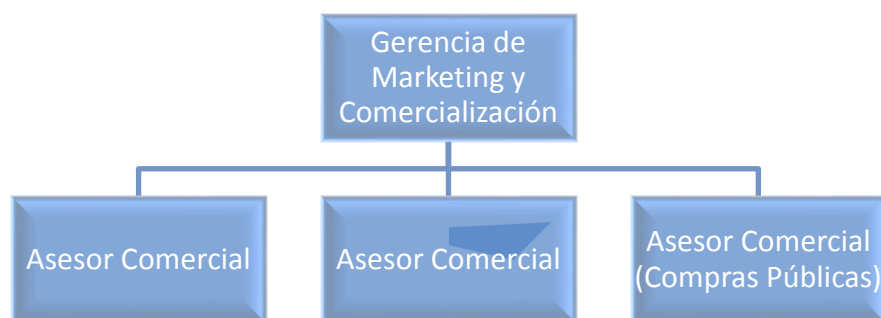 Gerencia de
Marketing y
Comercialización
Asesor Comercial
Asesor Comercial
Asesor Comercial
(Compras Públicas)